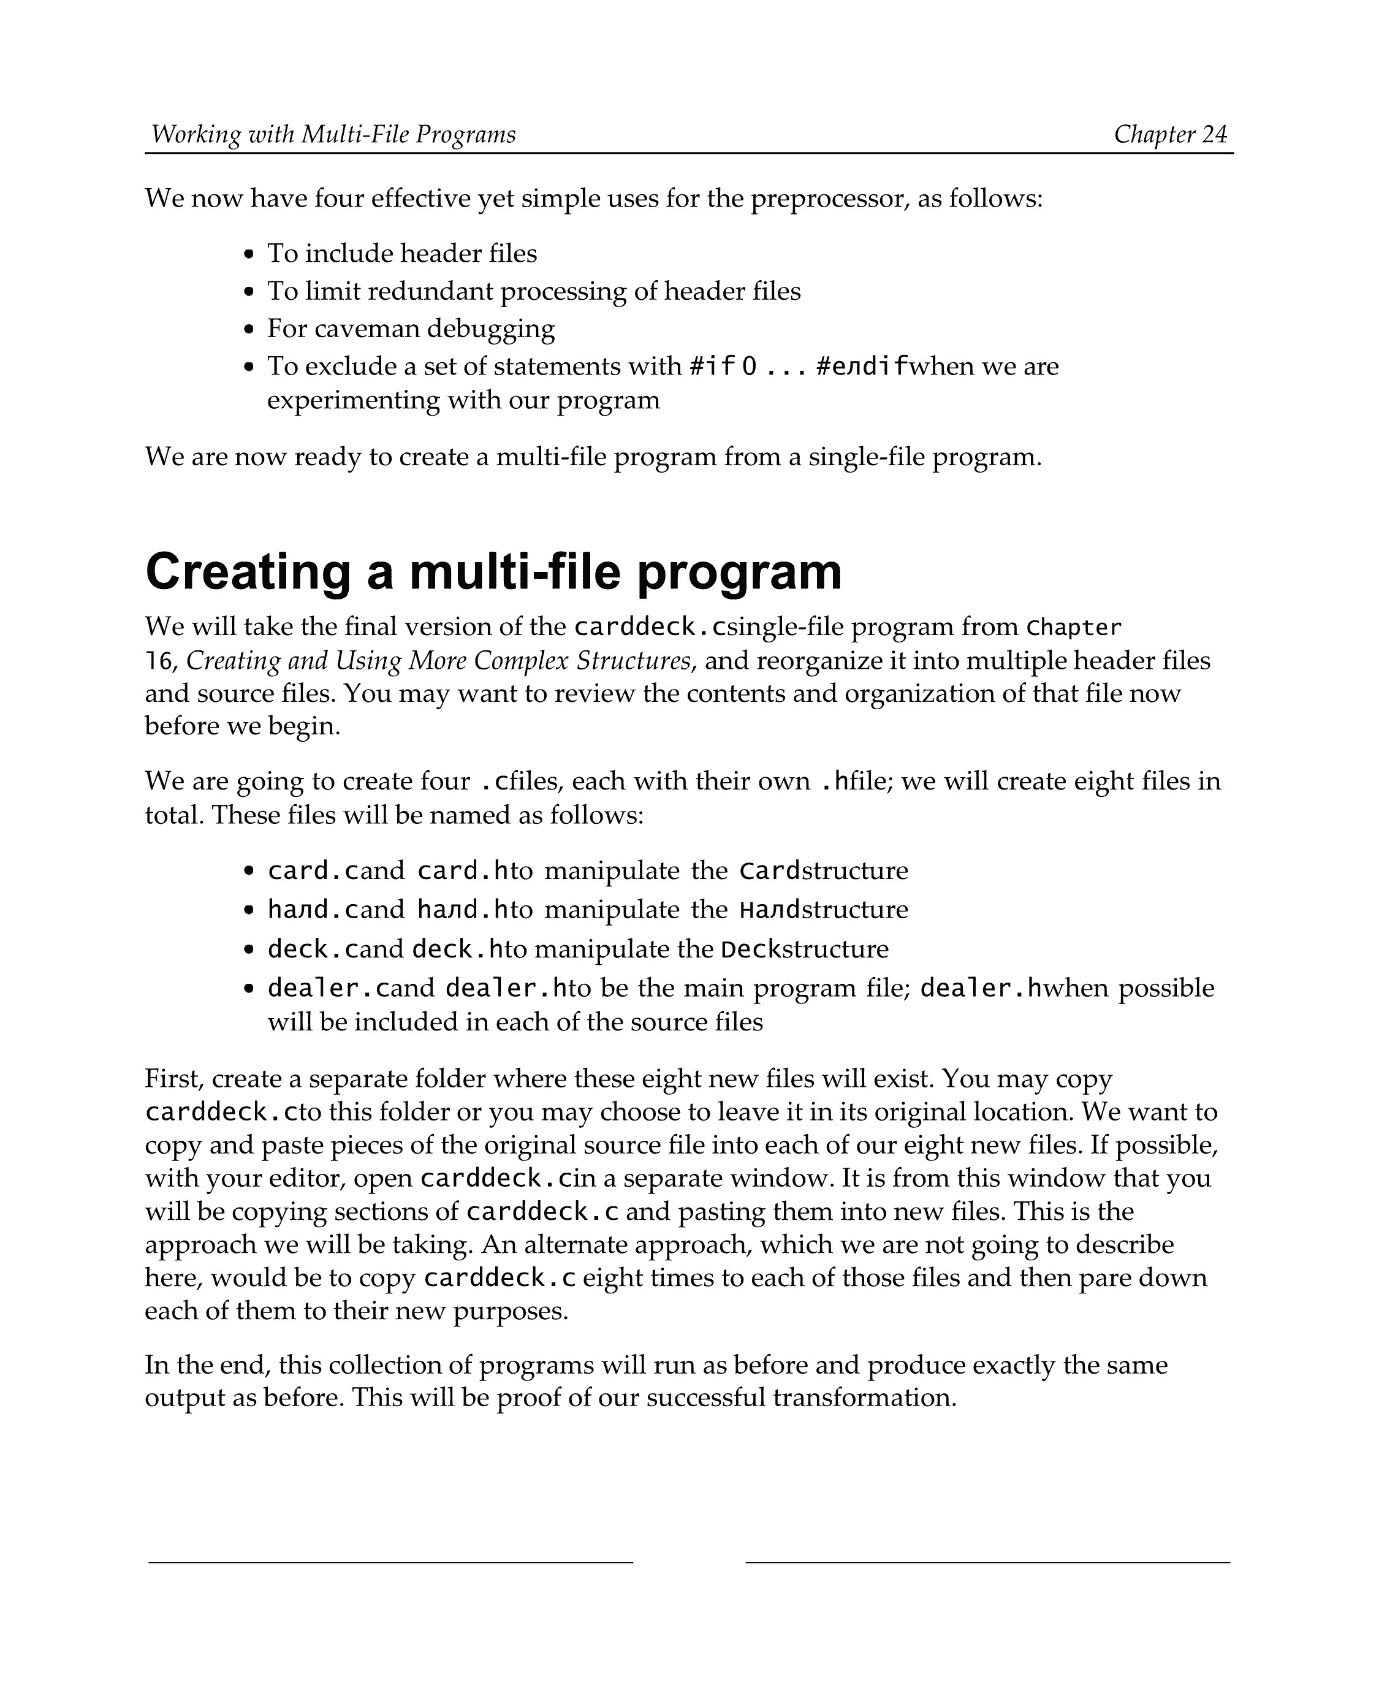 Working with Multi-File Programs Chapter 24
We now have four effective yet simple uses for the preprocessor, as follows:
• To include header files
• To limit redundant processing of header files
• For caveman debugging
• To exclude a set of statements with #if 0 ... #eлdifwhen we are
experimenting with our program
We are now ready to create a multi-file program from a single-file program.
Creating a multi-file program
We will take the final version of the carddeck.csingle-file program from Chapter
16, Creating and Using More Complex Structures, and reorganize it into multiple header files
and source files. You may want to review the contents and organization of that file now
before we begin.
We are going to create four .cfiles, each with their own .hfile; we will create eight files in
total. These files will be named as follows:
• card.cand card.hto manipulate the Cardstructure
• haлd.cand haлd.hto manipulate the Haлdstructure
• deck.cand deck.hto manipulate the Deckstructure
• dealer.cand dealer.hto be the main program file; dealer.hwhen possible
will be included in each of the source files
First, create a separate folder where these eight new files will exist. You may copy
carddeck.cto this folder or you may choose to leave it in its original location. We want to
copy and paste pieces of the original source file into each of our eight new files. If possible,
with your editor, open carddeck.cin a separate window. It is from this window that you
will be copying sections of carddeck.c and pasting them into new files. This is the
approach we will be taking. An alternate approach, which we are not going to describe
here, would be to copy carddeck.c eight times to each of those files and then pare down
each of them to their new purposes.
In the end, this collection of programs will run as before and produce exactly the same
output as before. This will be proof of our successful transformation.